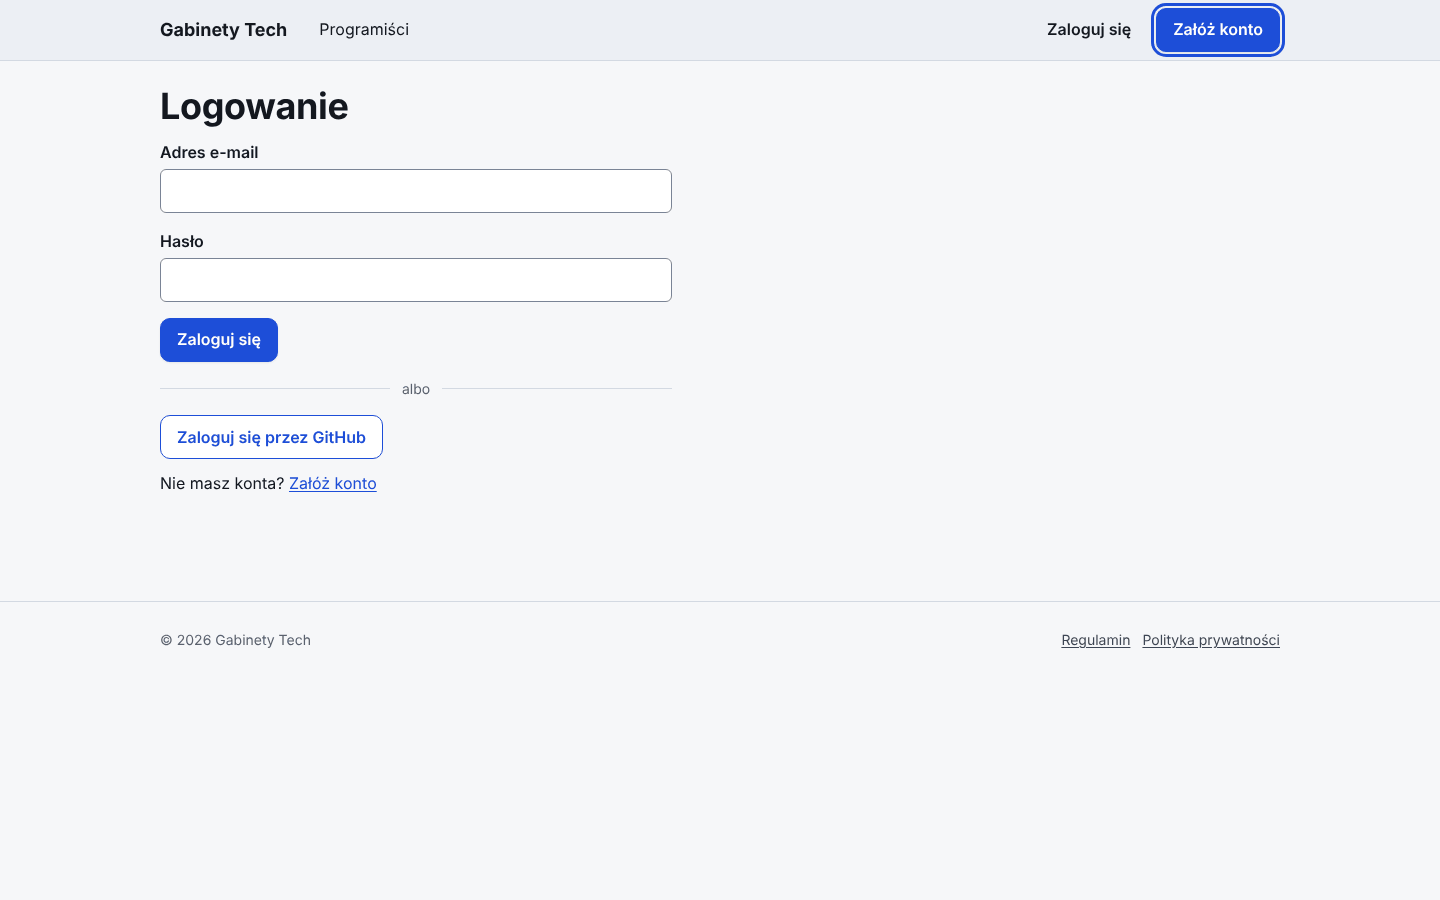 Gabinety Tech Programiści Zaloguj się Załóż konto
Logowanie
Adres e-mail
Hasło
Zaloguj się
albo
Zaloguj się przez GitHub
Nie masz konta? Załóż konto
© 2026 Gabinety Tech Regulamin Polityka prywatności